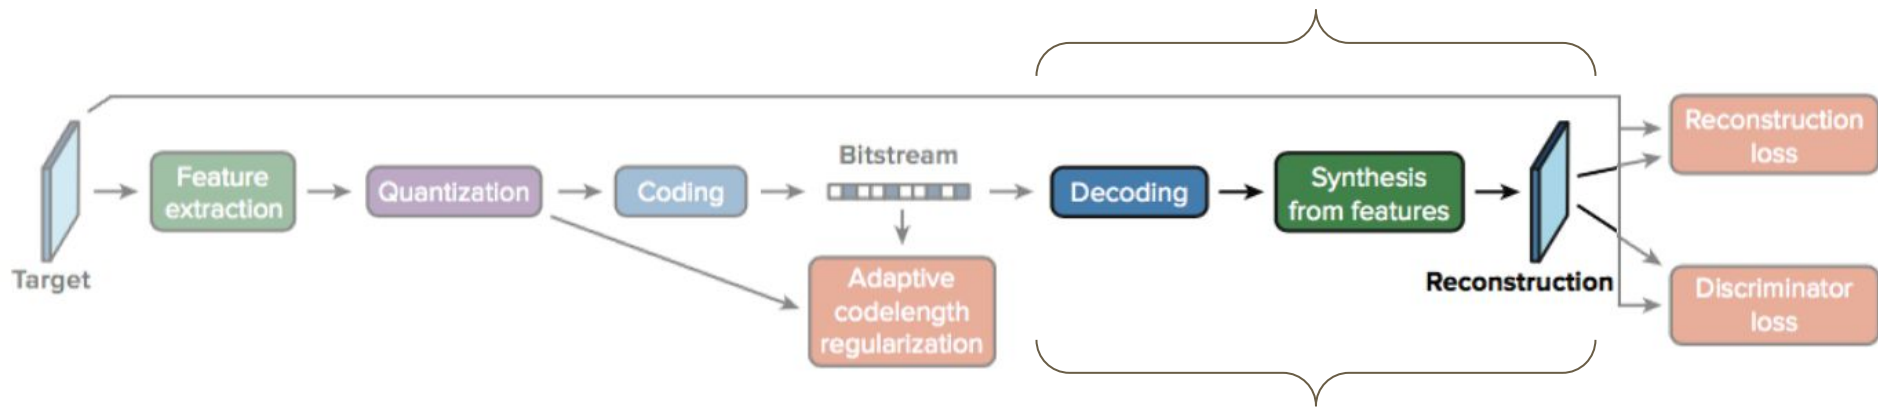 Target
Feature
extraction
Quantization
Coding
Bitstream
Adaptive
codelength
regularization
Decoding
Synthesis
from features
Reconstruction
Reconstruction
loss
Discriminator
loss